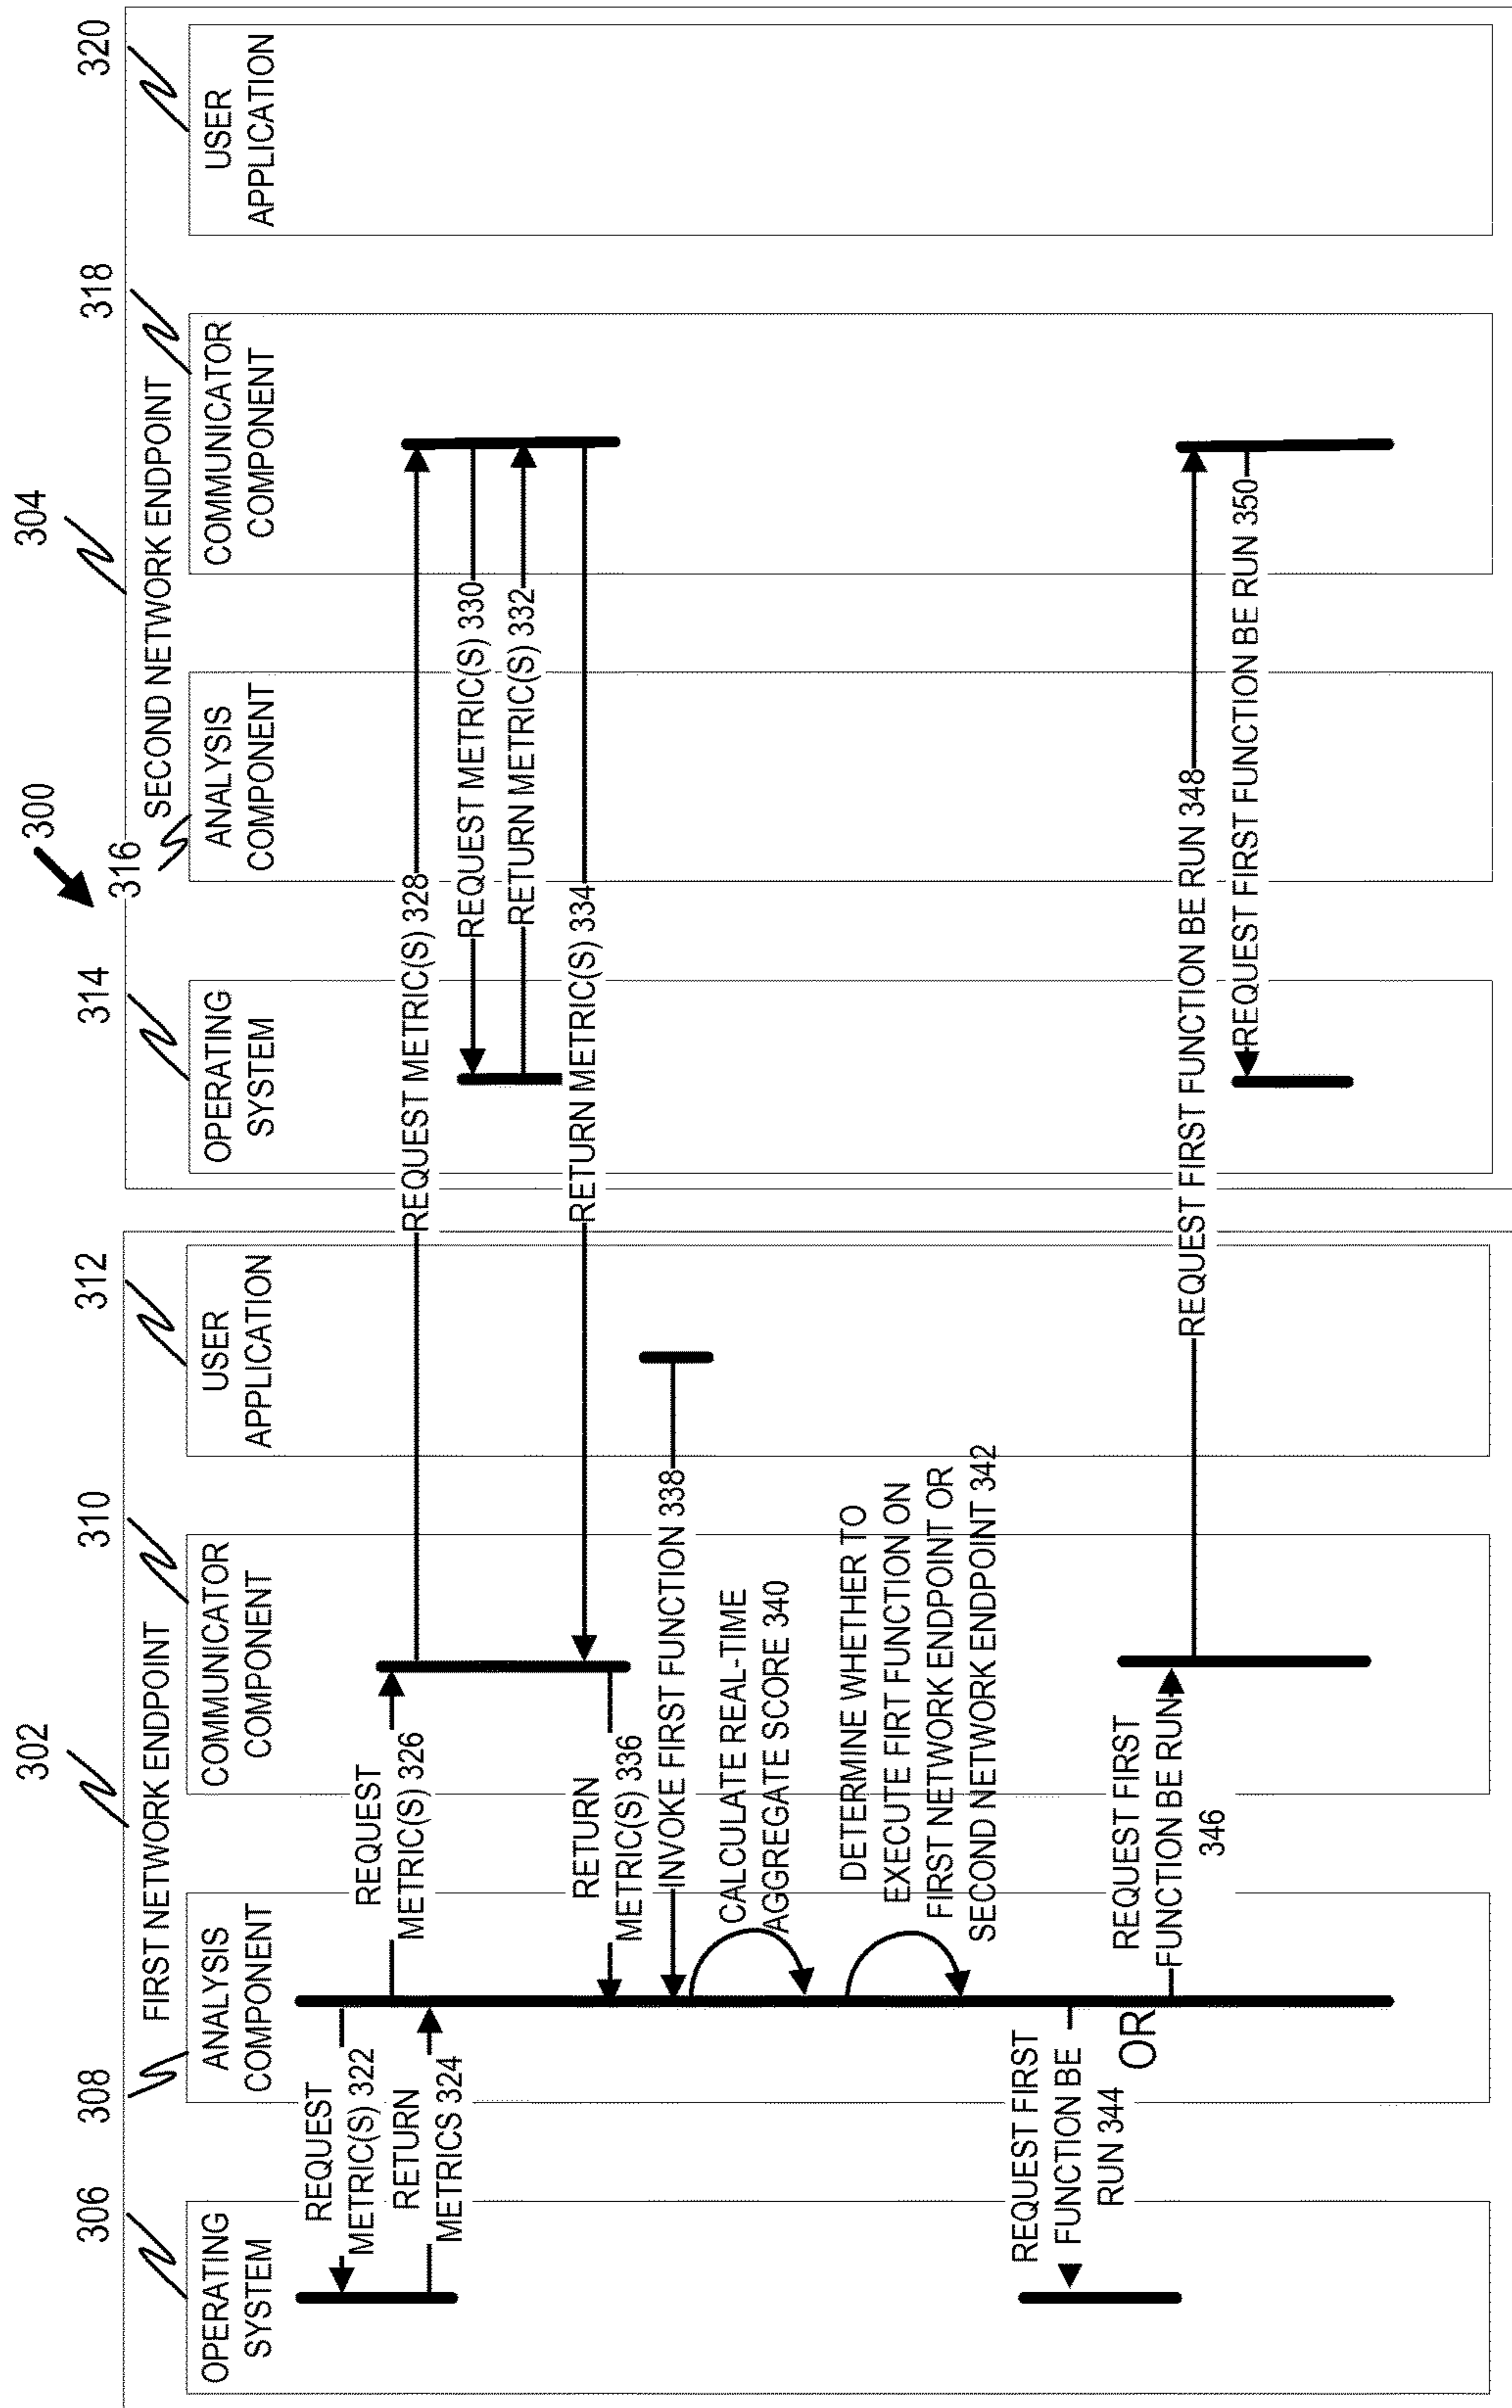 300
302
FIRST NETWORK ENDPOINT
304
SECOND NETWORK ENDPOINT
306
OPERATING
SYSTEM
308
ANALYSIS
COMPONENT
310
COMMUNICATOR
COMPONENT
312
USER
APPLICATION
314
OPERATING
SYSTEM
316
ANALYSIS
COMPONENT
318
COMMUNICATOR
COMPONENT
320
USER
APPLICATION
REQUEST
METRIC(S) 322
RETURN
METRICS 324
REQUEST
METRIC(S) 326
REQUEST METRIC(S) 328
REQUEST METRIC(S) 330
RETURN METRIC(S) 332
RETURN METRIC(S) 334
RETURN
METRIC(S) 336
INVOKE FIRST FUNCTION 338
CALCULATE REAL-TIME
AGGREGATE SCORE 340
DETERMINE WHETHER TO
EXECUTE FIRT FUNCTION ON
FIRST NETWORK ENDPOINT OR
SECOND NETWORK ENDPOINT 342
REQUEST FIRST
FUNCTION BE
RUN 344
OR
REQUEST FIRST
FUNCTION BE RUN
346
REQUEST FIRST FUNCTION BE RUN 348
REQUEST FIRST FUNCTION BE RUN 350